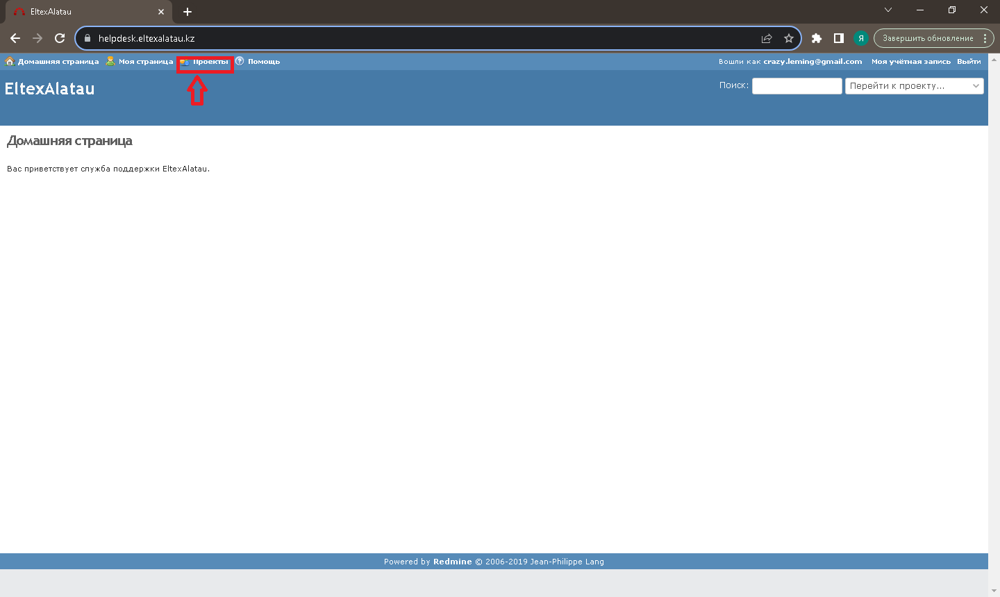 EltexAlatau
helpdesk.eltexalatau.kz
Я
Завершить обновление
Домашняя страница Моя страница Проекты Помощь
Вошли как crazy.leming@gmail.com Моя учётная запись Выйти
EltexAlatau
Поиск: Перейти к проекту...
Домашняя страница
Вас приветствует служба поддержки EltexAlatau.
Powered by Redmine © 2006-2019 Jean-Philippe Lang